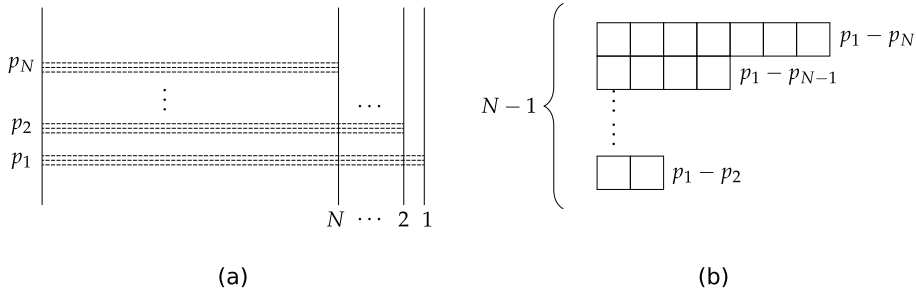 p_N
⋮
⋯
p_2
p_1
N ⋯ 2 1
(a)
N − 1
p_1 − p_N
p_1 − p_{N−1}
⋮
p_1 − p_2
(b)